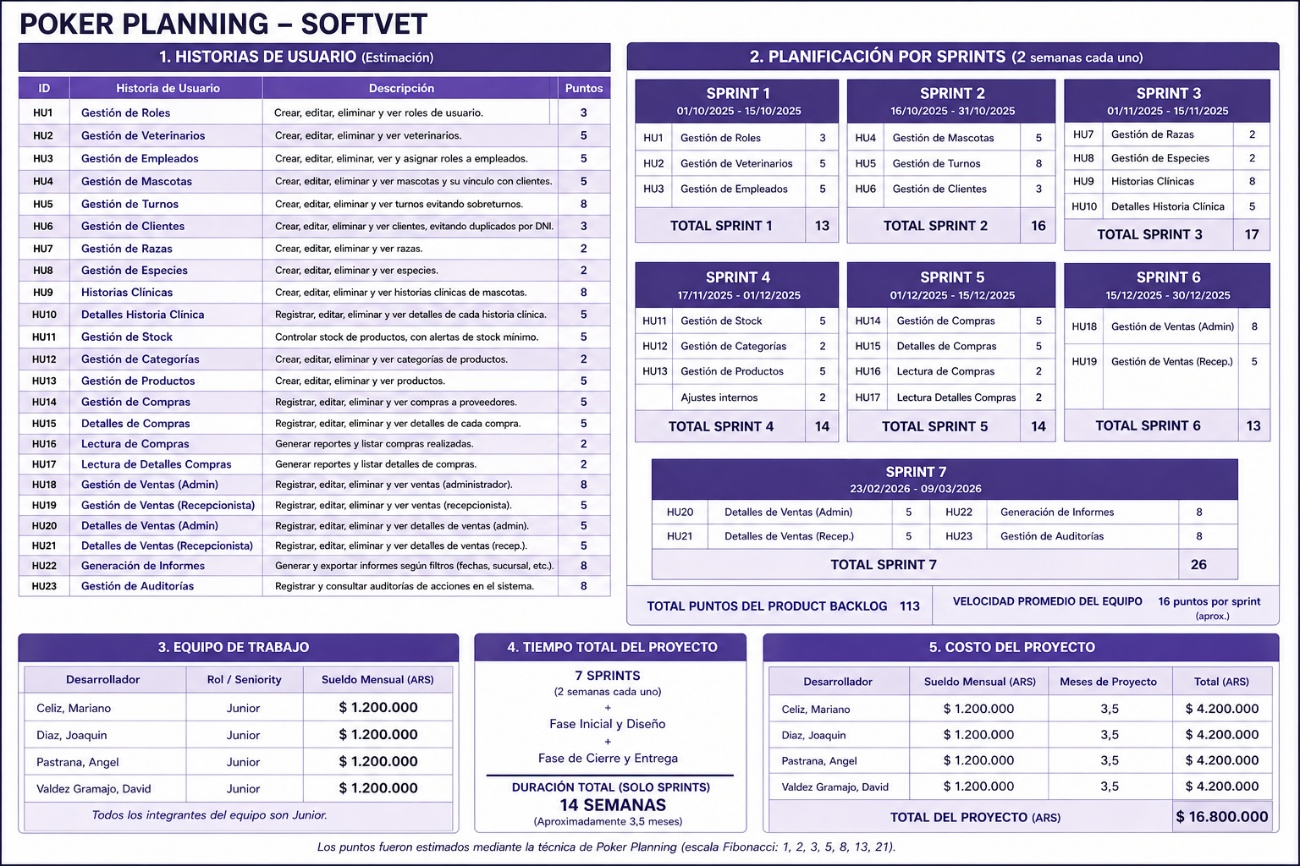 POKER PLANNING – SOFTVET
1. HISTORIAS DE USUARIO (Estimación)
ID Historia de Usuario Descripción Puntos
HU1 Gestión de Roles Crear, editar, eliminar y ver roles de usuario. 3
HU2 Gestión de Veterinarios Crear, editar, eliminar y ver veterinarios. 5
HU3 Gestión de Empleados Crear, editar, eliminar, ver y asignar roles a empleados. 5
HU4 Gestión de Mascotas Crear, editar, eliminar y ver mascotas y su vínculo con clientes. 5
HU5 Gestión de Turnos Crear, editar, eliminar y ver turnos evitando sobreturnos. 8
HU6 Gestión de Clientes Crear, editar, eliminar y ver clientes, evitando duplicados por DNI. 3
HU7 Gestión de Razas Crear, editar, eliminar y ver razas. 2
HU8 Gestión de Especies Crear, editar, eliminar y ver especies. 2
HU9 Historias Clínicas Crear, editar, eliminar y ver historias clínicas de mascotas. 8
HU10 Detalles Historia Clínica Registrar, editar, eliminar y ver detalles de cada historia clínica. 5
HU11 Gestión de Stock Controlar stock de productos, con alertas de stock mínimo. 5
HU12 Gestión de Categorías Crear, editar, eliminar y ver categorías de productos. 2
HU13 Gestión de Productos Crear, editar, eliminar y ver productos. 5
HU14 Gestión de Compras Registrar, editar, eliminar y ver compras a proveedores. 5
HU15 Detalles de Compras Registrar, editar, eliminar y ver detalles de cada compra. 5
HU16 Lectura de Compras Generar reportes y listar compras realizadas. 2
HU17 Lectura de Detalles Compras Generar reportes y listar detalles de compras. 2
HU18 Gestión de Ventas (Admin) Registrar, editar, eliminar y ver ventas (administrador). 8
HU19 Gestión de Ventas (Recepcionista) Registrar, editar, eliminar y ver ventas (recepcionista). 5
HU20 Detalles de Ventas (Admin) Registrar, editar, eliminar y ver detalles de ventas (admin). 5
HU21 Detalles de Ventas (Recepcionista) Registrar, editar, eliminar y ver detalles de ventas (recep.). 5
HU22 Generación de Informes Generar y exportar informes según filtros (fechas, sucursal, etc.). 8
HU23 Gestión de Auditorías Registrar y consultar auditorías de acciones en el sistema. 8
2. PLANIFICACIÓN POR SPRINTS (2 semanas cada uno)
SPRINT 1
01/10/2025 - 15/10/2025
HU1 Gestión de Roles 3
HU2 Gestión de Veterinarios 5
HU3 Gestión de Empleados 5
TOTAL SPRINT 1 13
SPRINT 2
16/10/2025 - 31/10/2025
HU4 Gestión de Mascotas 5
HU5 Gestión de Turnos 8
HU6 Gestión de Clientes 3
TOTAL SPRINT 2 16
SPRINT 3
01/11/2025 - 15/11/2025
HU7 Gestión de Razas 2
HU8 Gestión de Especies 2
HU9 Historias Clínicas 8
HU10 Detalles Historia Clínica 5
TOTAL SPRINT 3 17
SPRINT 4
17/11/2025 - 01/12/2025
HU11 Gestión de Stock 5
HU12 Gestión de Categorías 2
HU13 Gestión de Productos 5
Ajustes internos 2
TOTAL SPRINT 4 14
SPRINT 5
01/12/2025 - 15/12/2025
HU14 Gestión de Compras 5
HU15 Detalles de Compras 5
HU16 Lectura de Compras 2
HU17 Lectura Detalles Compras 2
TOTAL SPRINT 5 14
SPRINT 6
15/12/2025 - 30/12/2025
HU18 Gestión de Ventas (Admin) 8
HU19 Gestión de Ventas (Recep.) 5
TOTAL SPRINT 6 13
SPRINT 7
23/02/2026 - 09/03/2026
HU20 Detalles de Ventas (Admin) 5 HU22 Generación de Informes 8
HU21 Detalles de Ventas (Recep.) 5 HU23 Gestión de Auditorías 8
TOTAL SPRINT 7 26
TOTAL PUNTOS DEL PRODUCT BACKLOG 113
VELOCIDAD PROMEDIO DEL EQUIPO 16 puntos por sprint
(aprox.)
3. EQUIPO DE TRABAJO
Desarrollador Rol / Seniority Sueldo Mensual (ARS)
Celiz, Mariano Junior $ 1.200.000
Diaz, Joaquin Junior $ 1.200.000
Pastrana, Angel Junior $ 1.200.000
Valdez Gramajo, David Junior $ 1.200.000
Todos los integrantes del equipo son Junior.
4. TIEMPO TOTAL DEL PROYECTO
7 SPRINTS
(2 semanas cada uno)
+
Fase Inicial y Diseño
+
Fase de Cierre y Entrega
DURACIÓN TOTAL (SOLO SPRINTS)
14 SEMANAS
(Aproximadamente 3,5 meses)
5. COSTO DEL PROYECTO
Desarrollador Sueldo Mensual (ARS) Meses de Proyecto Total (ARS)
Celiz, Mariano $ 1.200.000 3,5 $ 4.200.000
Diaz, Joaquin $ 1.200.000 3,5 $ 4.200.000
Pastrana, Angel $ 1.200.000 3,5 $ 4.200.000
Valdez Gramajo, David $ 1.200.000 3,5 $ 4.200.000
TOTAL DEL PROYECTO (ARS) $ 16.800.000
Los puntos fueron estimados mediante la técnica de Poker Planning (escala Fibonacci: 1, 2, 3, 5, 8, 13, 21).